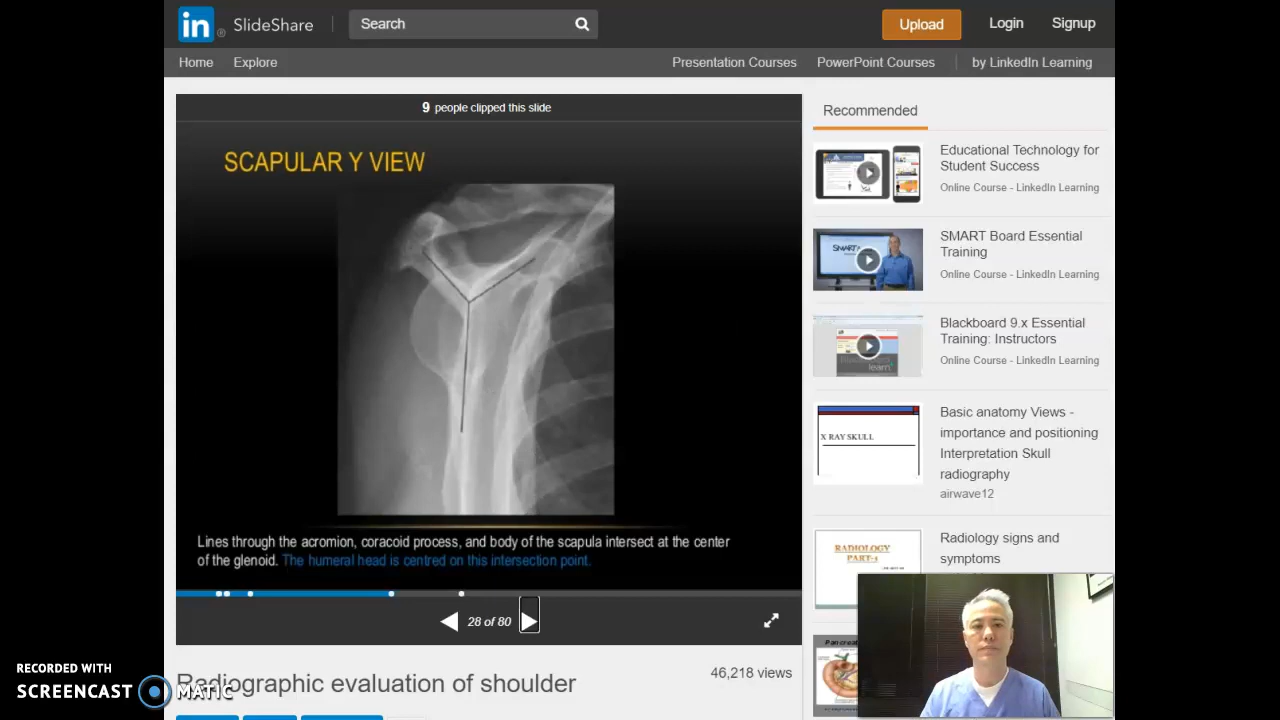 in® SlideShare
Search
Upload
Login
Signup
Home
Explore
Presentation Courses
PowerPoint Courses
by LinkedIn Learning
9 people clipped this slide
SCAPULAR Y VIEW
Lines through the acromion, coracoid process, and body of the scapula intersect at the center
of the glenoid. The humeral head is centred on this intersection point.
28 of 80
Radiographic evaluation of shoulder
46,218 views
Recommended
Educational Technology for
Student Success
Online Course - LinkedIn Learning
SMART
SMART Board Essential
Training
Online Course - LinkedIn Learning
learn
Blackboard 9.x Essential
Training: Instructors
Online Course - LinkedIn Learning
X RAY SKULL
Basic anatomy Views -
importance and positioning
Interpretation Skull
radiography
airwave12
RADIOLOGY
PART-1
Radiology signs and
symptoms
RECORDED WITH
SCREENCAST MATIC